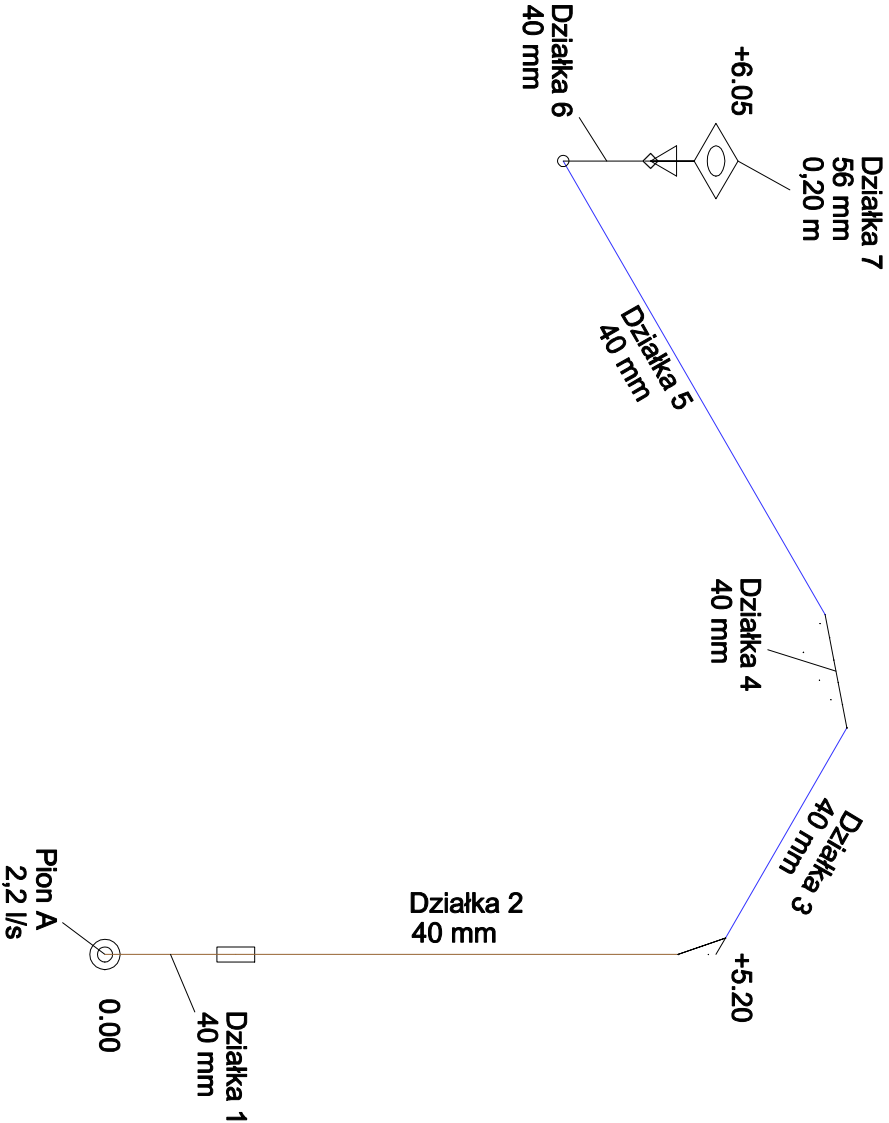 Działka 7
56 mm
0,20 m
+6.05
Działka 6
40 mm
Działka 5
40 mm
Działka 4
40 mm
Działka 3
40 mm
+5.20
Działka 2
40 mm
Działka 1
40 mm
0.00
Pion A
2,2 l/s